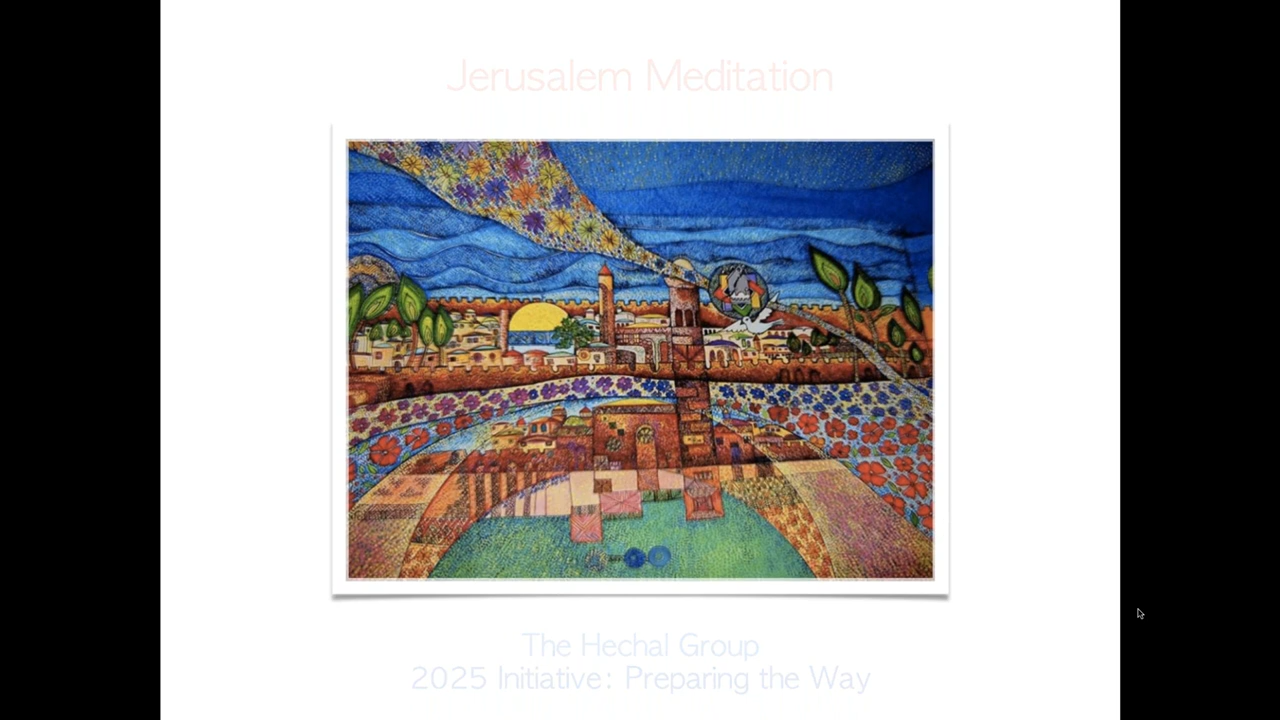 Jerusalem Meditation
The Hechal Group
2025 Initiative: Preparing the Way